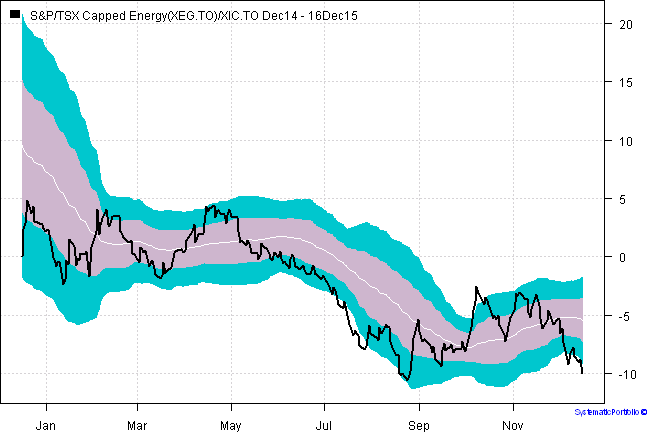 S&P/TSX Capped Energy(XEG.TO)/XIC.TO Dec14 - 16Dec15
20
15
10
5
0
-5
-10
Jan Mar May Jul Sep Nov
SystematicPortfolio ©